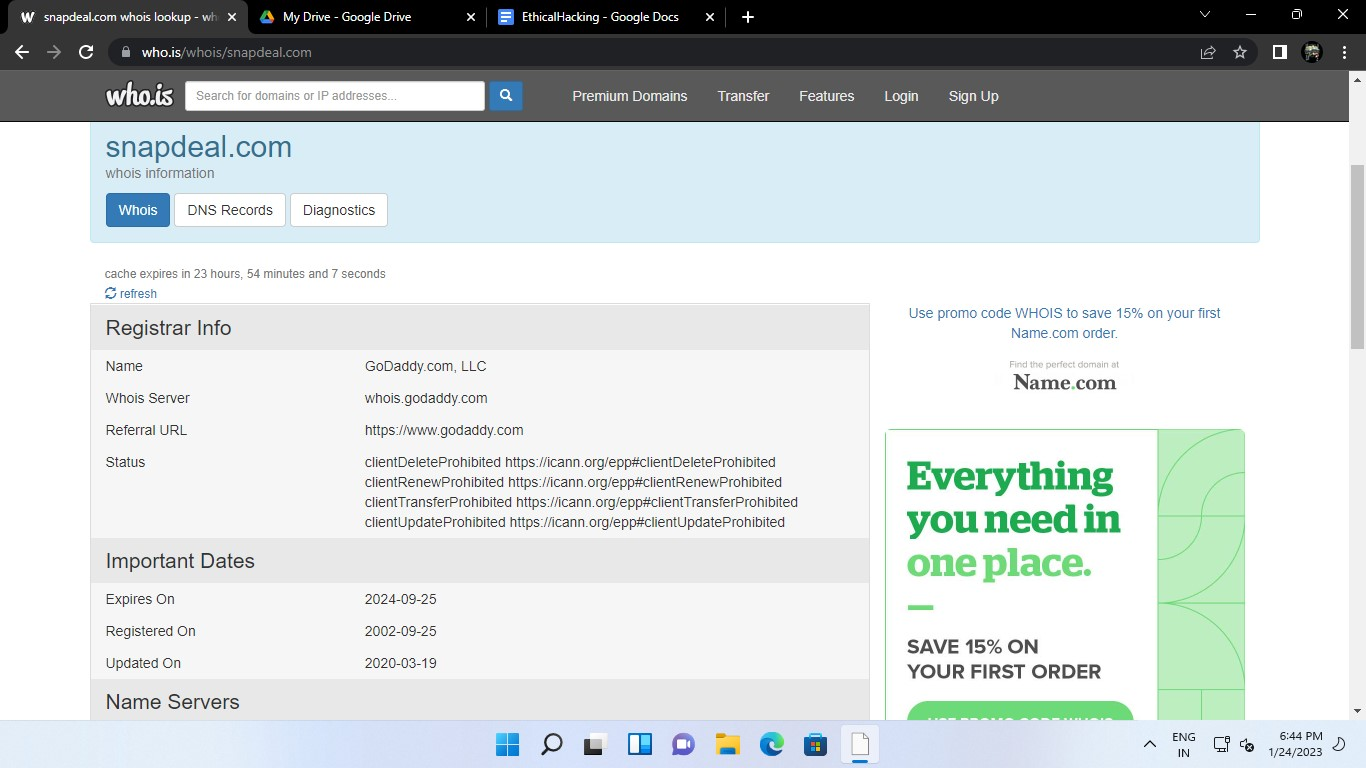 snapdeal.com whois lookup - wh
My Drive - Google Drive
EthicalHacking - Google Docs
who.is/whois/snapdeal.com
who.is
Search for domains or IP addresses...
Premium Domains
Transfer
Features
Login
Sign Up
snapdeal.com
whois information
Whois
DNS Records
Diagnostics
cache expires in 23 hours, 54 minutes and 7 seconds
refresh
Registrar Info
Name GoDaddy.com, LLC
Whois Server whois.godaddy.com
Referral URL https://www.godaddy.com
Status clientDeleteProhibited https://icann.org/epp#clientDeleteProhibited
clientRenewProhibited https://icann.org/epp#clientRenewProhibited
clientTransferProhibited https://icann.org/epp#clientTransferProhibited
clientUpdateProhibited https://icann.org/epp#clientUpdateProhibited
Important Dates
Expires On 2024-09-25
Registered On 2002-09-25
Updated On 2020-03-19
Name Servers
Use promo code WHOIS to save 15% on your first
Name.com order.
Find the perfect domain at
Name.com
Everything
you need in
one place.
SAVE 15% ON
YOUR FIRST ORDER
USE PROMO CODE WHOIS
ENG
IN
6:44 PM
1/24/2023